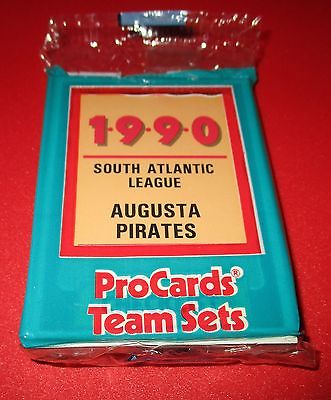 1·9·9·0
SOUTH ATLANTIC
LEAGUE
AUGUSTA
PIRATES
ProCards®
Team Sets